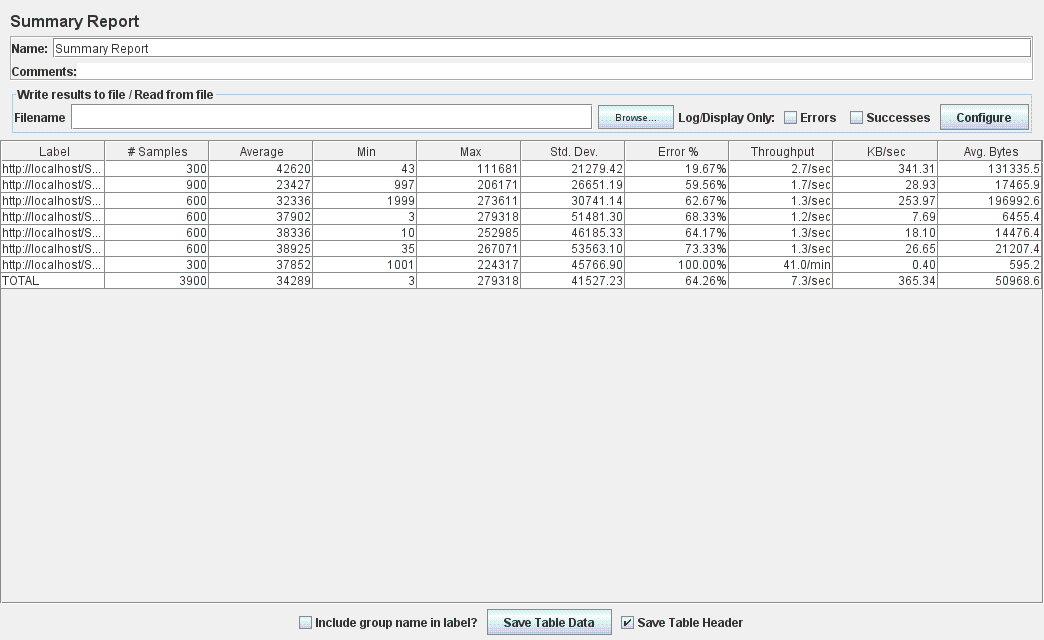 Summary Report
Name: Summary Report
Comments:
Write results to file / Read from file
Filename Browse... Log/Display Only: Errors Successes Configure
Label # Samples Average Min Max Std. Dev. Error % Throughput KB/sec Avg. Bytes
http://localhost/S... 300 42620 43 111681 21279.42 19.67% 2.7/sec 341.31 131335.5
http://localhost/S... 900 23427 997 206171 26651.19 59.56% 1.7/sec 28.93 17465.9
http://localhost/S... 600 32336 1999 273611 30741.14 62.67% 1.3/sec 253.97 196992.6
http://localhost/S... 600 37902 3 279318 51481.30 68.33% 1.2/sec 7.69 6455.4
http://localhost/S... 600 38336 10 252985 46185.33 64.17% 1.3/sec 18.10 14476.4
http://localhost/S... 600 38925 35 267071 53563.10 73.33% 1.3/sec 26.65 21207.4
http://localhost/S... 300 37852 1001 224317 45766.90 100.00% 41.0/min 0.40 595.2
TOTAL 3900 34289 3 279318 41527.23 64.26% 7.3/sec 365.34 50968.6
Include group name in label? Save Table Data Save Table Header